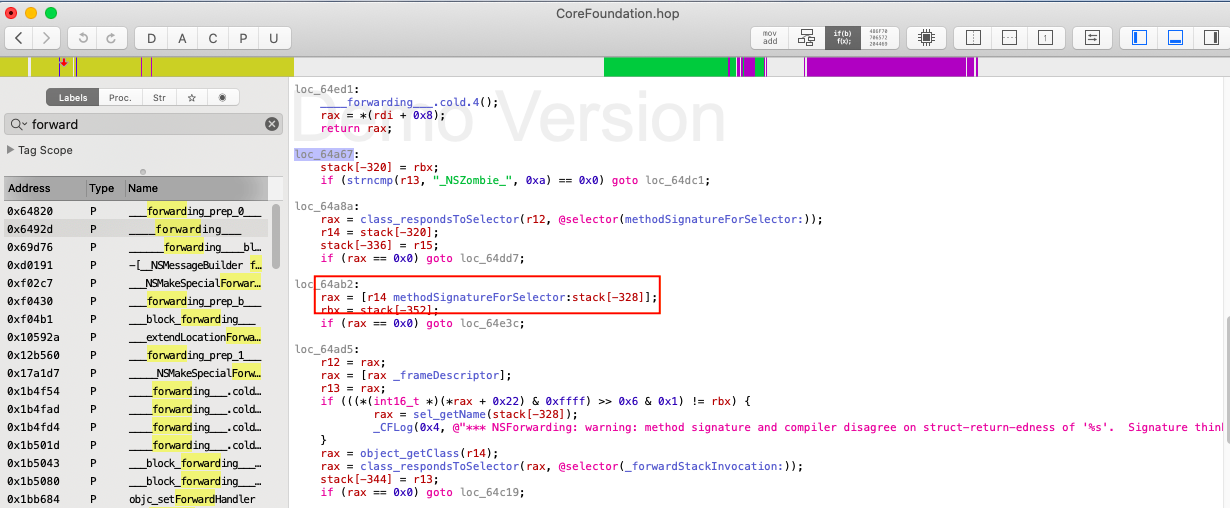 CoreFoundation.hop
D A C P U
mov
add
if(b)
f(x);
486F70
706572
204489
Labels Proc. Str
forward
Tag Scope
Address Type Name
0x64820 P ___forwarding_prep_0___
0x6492d P _____forwarding___
0x69d76 P ______forwarding____bl…
0xd0191 P -[__NSMessageBuilder f…
0xf02c7 P ___NSMakeSpecialForwar…
0xf0430 P ___forwarding_prep_b___
0xf04b1 P ___block_forwarding___
0x10592a P ___extendLocationForwa…
0x12b560 P ___forwarding_prep_1___
0x17a1d7 P _____NSMakeSpecialForw…
0x1b4f54 P ____forwarding___.cold…
0x1b4fad P ____forwarding___.cold…
0x1b4fd4 P ____forwarding___.cold…
0x1b501d P ____forwarding___.cold…
0x1b5043 P ___block_forwarding___…
0x1b5080 P ___block_forwarding___…
0x1bb684 P objc_setForwardHandler
Demo Version
loc_64ed1:
____forwarding___.cold.4();
rax = *(rdi + 0x8);
return rax;
loc_64a67:
stack[-320] = rbx;
if (strncmp(r13, "_NSZombie_", 0xa) == 0x0) goto loc_64dc1;
loc_64a8a:
rax = class_respondsToSelector(r12, @selector(methodSignatureForSelector:));
r14 = stack[-320];
stack[-336] = r15;
if (rax == 0x0) goto loc_64dd7;
loc_64ab2:
rax = [r14 methodSignatureForSelector:stack[-328]];
rbx = stack[-352];
if (rax == 0x0) goto loc_64e3c;
loc_64ad5:
r12 = rax;
rax = [rax _frameDescriptor];
r13 = rax;
if (((*(int16_t *)(*rax + 0x22) & 0xffff) >> 0x6 & 0x1) != rbx) {
rax = sel_getName(stack[-328]);
_CFLog(0x4, @"*** NSForwarding: warning: method signature and compiler disagree on struct-return-edness of '%s'.  Signature thin
}
rax = object_getClass(r14);
rax = class_respondsToSelector(rax, @selector(_forwardStackInvocation:));
stack[-344] = r13;
if (rax == 0x0) goto loc_64c19;